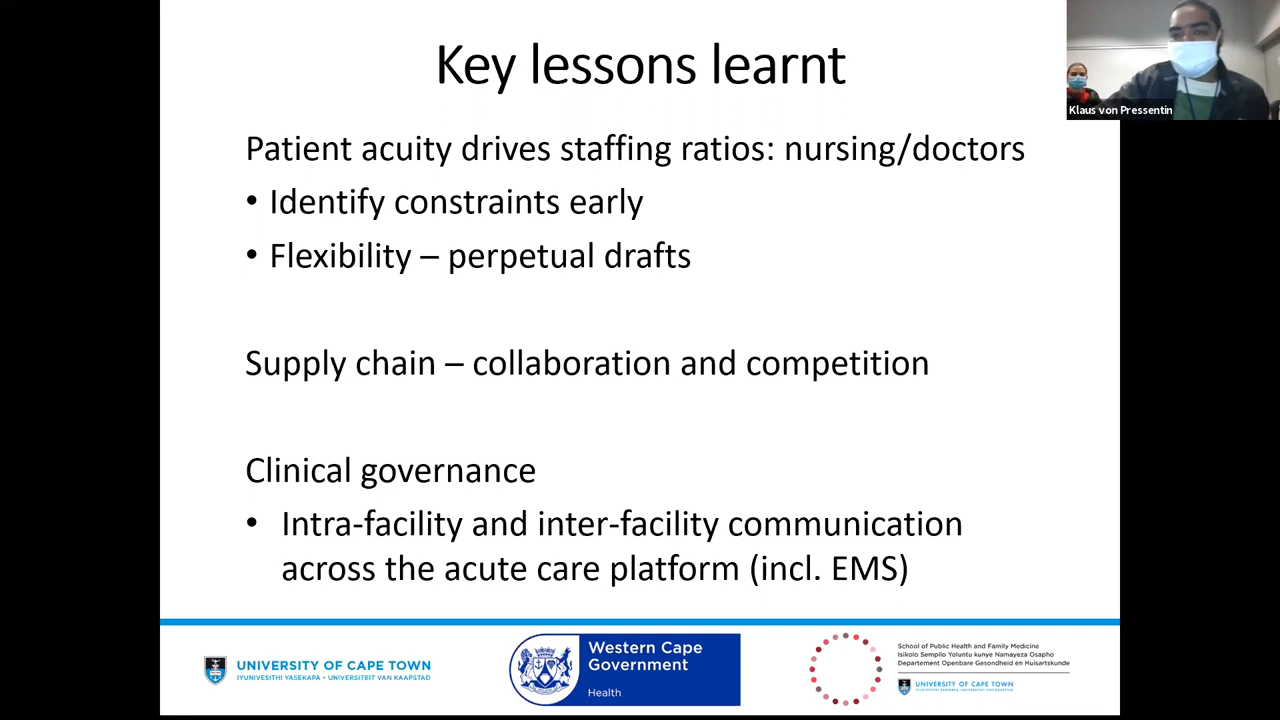 Key lessons learnt
Klaus von Pressentin
Patient acuity drives staffing ratios: nursing/doctors
• Identify constraints early
• Flexibility – perpetual drafts
Supply chain – collaboration and competition
Clinical governance
• Intra-facility and inter-facility communication
across the acute care platform (incl. EMS)
UNIVERSITY OF CAPE TOWN
IYUNIVESITHI YASEKAPA • UNIVERSITEIT VAN KAAPSTAD
Western Cape
Government
Health
School of Public Health and Family Medicine
Isikolo Sempilo Yoluntu kunye Namayeza Osapho
Departement Openbare Gesondheid en Huisartskunde
UNIVERSITY OF CAPE TOWN